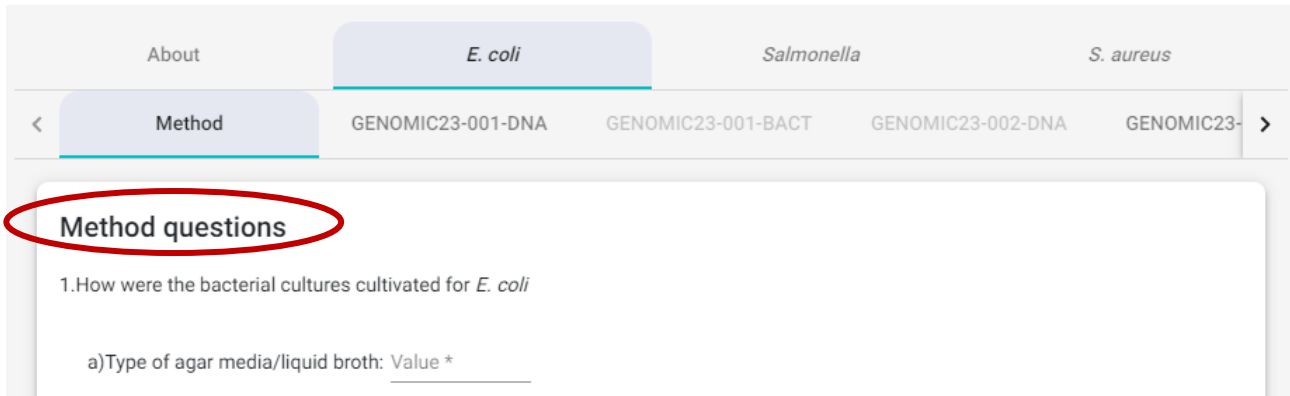 About E. coli Salmonella S. aureus
Method GENOMIC23-001-DNA GENOMIC23-001-BACT GENOMIC23-002-DNA GENOMIC23-
Method questions
1.How were the bacterial cultures cultivated for E. coli
a)Type of agar media/liquid broth: Value *